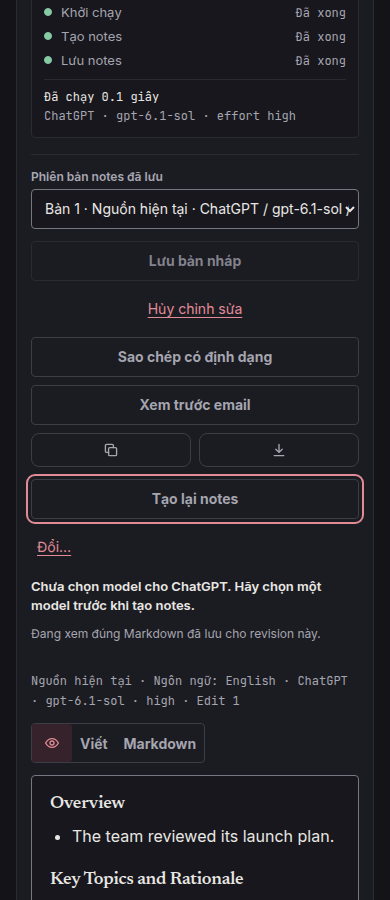 Khởi chạy Đã xong
Tạo notes Đã xong
Lưu notes Đã xong
Đã chạy 0.1 giây
ChatGPT · gpt-6.1-sol · effort high
Phiên bản notes đã lưu
Bản 1 · Nguồn hiện tại · ChatGPT / gpt-6.1-sol
Lưu bản nháp
Hủy chỉnh sửa
Sao chép có định dạng
Xem trước email
Tạo lại notes
Đổi...
Chưa chọn model cho ChatGPT. Hãy chọn một
model trước khi tạo notes.
Đang xem đúng Markdown đã lưu cho revision này.
Nguồn hiện tại · Ngôn ngữ: English · ChatGPT
· gpt-6.1-sol · high · Edit 1
Viết Markdown
Overview
• The team reviewed its launch plan.
Key Topics and Rationale